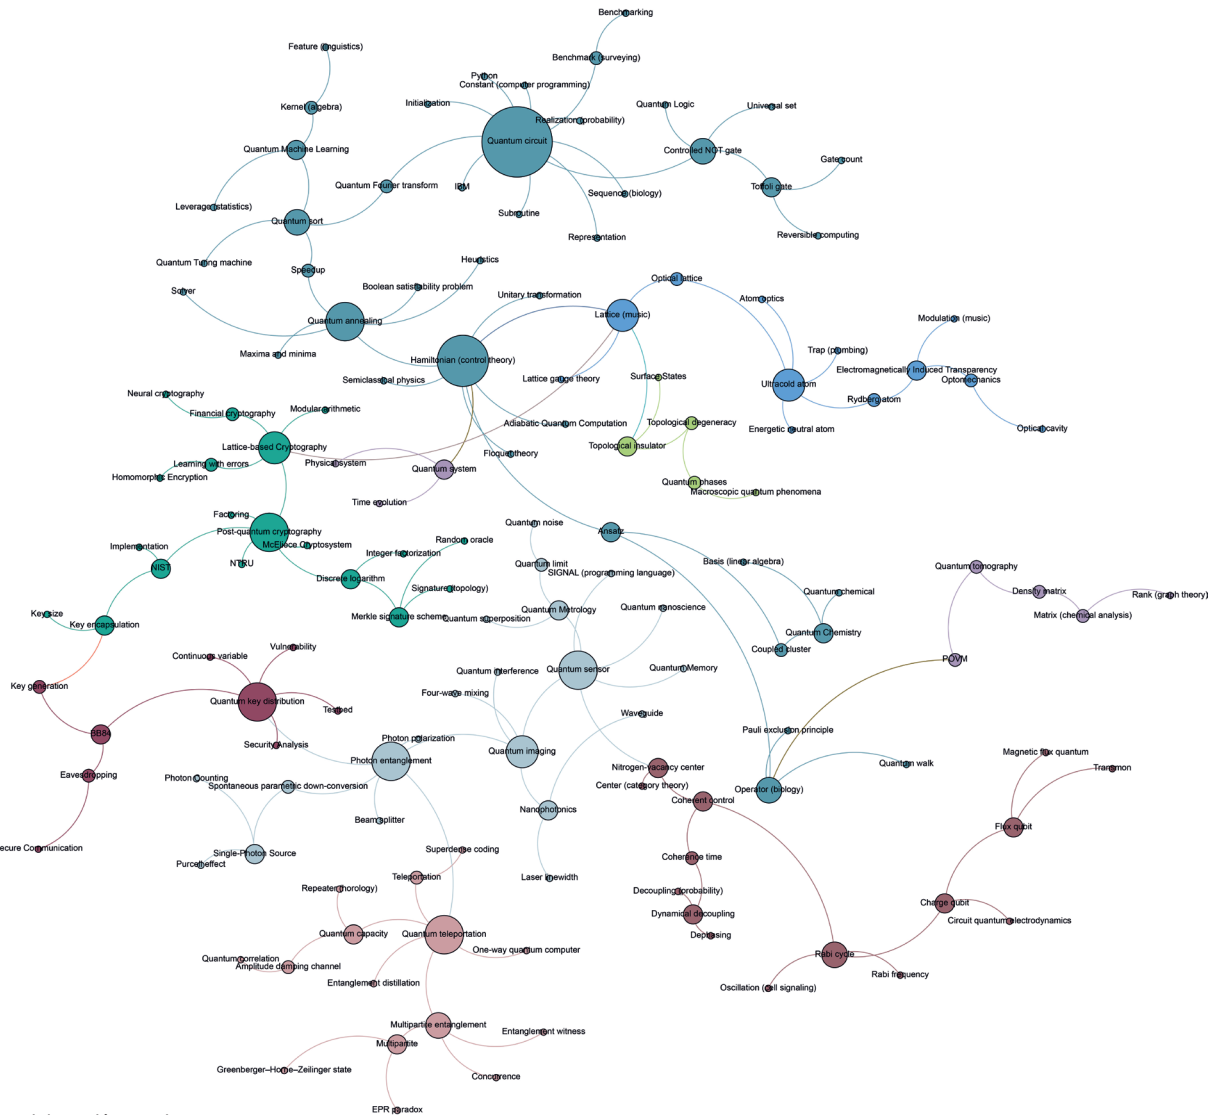 Benchmarking
Feature (linguistics)
Benchmark (surveying)
Python
Constant (computer programming)
Initialization
Quantum Logic
Universal set
Kernel (algebra)
Realization (probability)
Quantum circuit
Quantum Machine Learning
Controlled NOT gate
Gate count
Quantum Fourier transform
IBM
Toffoli gate
Sequence (biology)
Leverage (statistics)
Subroutine
Quantum sort
Representation
Reversible computing
Quantum Turing machine
Heuristics
Speedup
Optical lattice
Solver
Boolean satisfiability problem
Unitary transformation
Atom optics
Lattice (music)
Modulation (music)
Quantum annealing
Maxima and minima
Hamiltonian (control theory)
Trap (plumbing)
Semiclassical physics
Lattice gauge theory
Surface States
Electromagnetically Induced Transparency
Optomechanics
Ultracold atom
Neural cryptography
Rydberg atom
Financial cryptography
Modular arithmetic
Adiabatic Quantum Computation
Topological degeneracy
Energetic neutral atom
Optical cavity
Lattice-based Cryptography
Topological insulator
Floquet theory
Learning with errors
Physical system
Quantum system
Homomorphic Encryption
Quantum phases
Macroscopic quantum phenomena
Time evolution
Factoring
Quantum noise
Post-quantum cryptography
Ansatz
Random oracle
Implementation
McEliece Cryptosystem
Integer factorization
NTRU
Quantum limit
Basis (linear algebra)
NIST
SIGNAL (programming language)
Quantum tomography
Discrete logarithm
Signature (topology)
Quantum chemical
Density matrix
Rank (graph theory)
Key size
Merkle signature scheme
Quantum superposition
Quantum Metrology
Quantum nanoscience
Matrix (chemical analysis)
Key encapsulation
Quantum Chemistry
Vulnerability
Coupled cluster
Continuous variable
POVM
Quantum interference
Quantum sensor
Quantum Memory
Key generation
Four-wave mixing
Quantum key distribution
Testbed
Waveguide
BB84
Pauli exclusion principle
Security Analysis
Photon polarization
Quantum imaging
Magnetic flux quantum
Photon entanglement
Quantum walk
Nitrogen-vacancy center
Transmon
Eavesdropping
Photon Counting
Spontaneous parametric down-conversion
Center (category theory)
Operator (biology)
Coherent control
Nanophotonics
Beam splitter
Flux qubit
ecure Communication
Single-Photon Source
Superdense coding
Coherence time
Purcell effect
Teleportation
Laser linewidth
Repeater (horology)
Decoupling (probability)
Charge qubit
Dynamical decoupling
Circuit quantum electrodynamics
Quantum capacity
Quantum teleportation
Dephasing
One-way quantum computer
Rabi cycle
Quantum correlation
Amplitude damping channel
Rabi frequency
Entanglement distillation
Oscillation (cell signaling)
Multipartite entanglement
Entanglement witness
Multipartite
Greenberger–Horne–Zeilinger state
Concurrence
EPR paradox